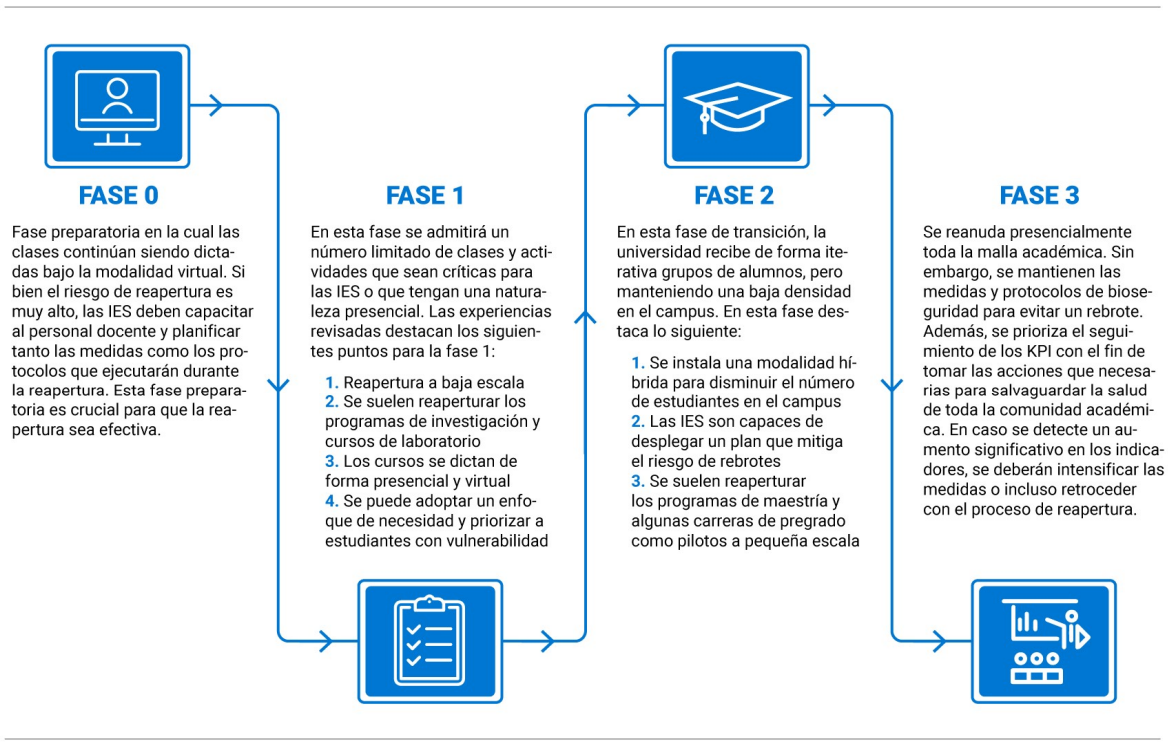 FASE 0
Fase preparatoria en la cual las
clases continúan siendo dicta-
das bajo la modalidad virtual. Si
bien el riesgo de reapertura es
muy alto, las IES deben capacitar
al personal docente y planificar
tanto las medidas como los pro-
tocolos que ejecutarán durante
la reapertura. Esta fase prepara-
toria es crucial para que la rea-
pertura sea efectiva.
FASE 1
En esta fase se admitirá un
número limitado de clases y acti-
vidades que sean críticas para
las IES o que tengan una natura-
leza presencial. Las experiencias
revisadas destacan los siguien-
tes puntos para la fase 1:
1. Reapertura a baja escala
2. Se suelen reaperturar los
programas de investigación y
cursos de laboratorio
3. Los cursos se dictan de
forma presencial y virtual
4. Se puede adoptar un enfo-
que de necesidad y priorizar a
estudiantes con vulnerabilidad
FASE 2
En esta fase de transición, la
universidad recibe de forma ite-
rativa grupos de alumnos, pero
manteniendo una baja densidad
en el campus. En esta fase des-
taca lo siguiente:
1. Se instala una modalidad hí-
brida para disminuir el número
de estudiantes en el campus
2. Las IES son capaces de
desplegar un plan que mitiga
el riesgo de rebrotes
3. Se suelen reaperturar
los programas de maestría y
algunas carreras de pregrado
como pilotos a pequeña escala
FASE 3
Se reanuda presencialmente
toda la malla académica. Sin
embargo, se mantienen las
medidas y protocolos de biose-
guridad para evitar un rebrote.
Además, se prioriza el segui-
miento de los KPI con el fin de
tomar las acciones que necesa-
rias para salvaguardar la salud
de toda la comunidad académi-
ca. En caso se detecte un au-
mento significativo en los indica-
dores, se deberán intensificar las
medidas o incluso retroceder
con el proceso de reapertura.